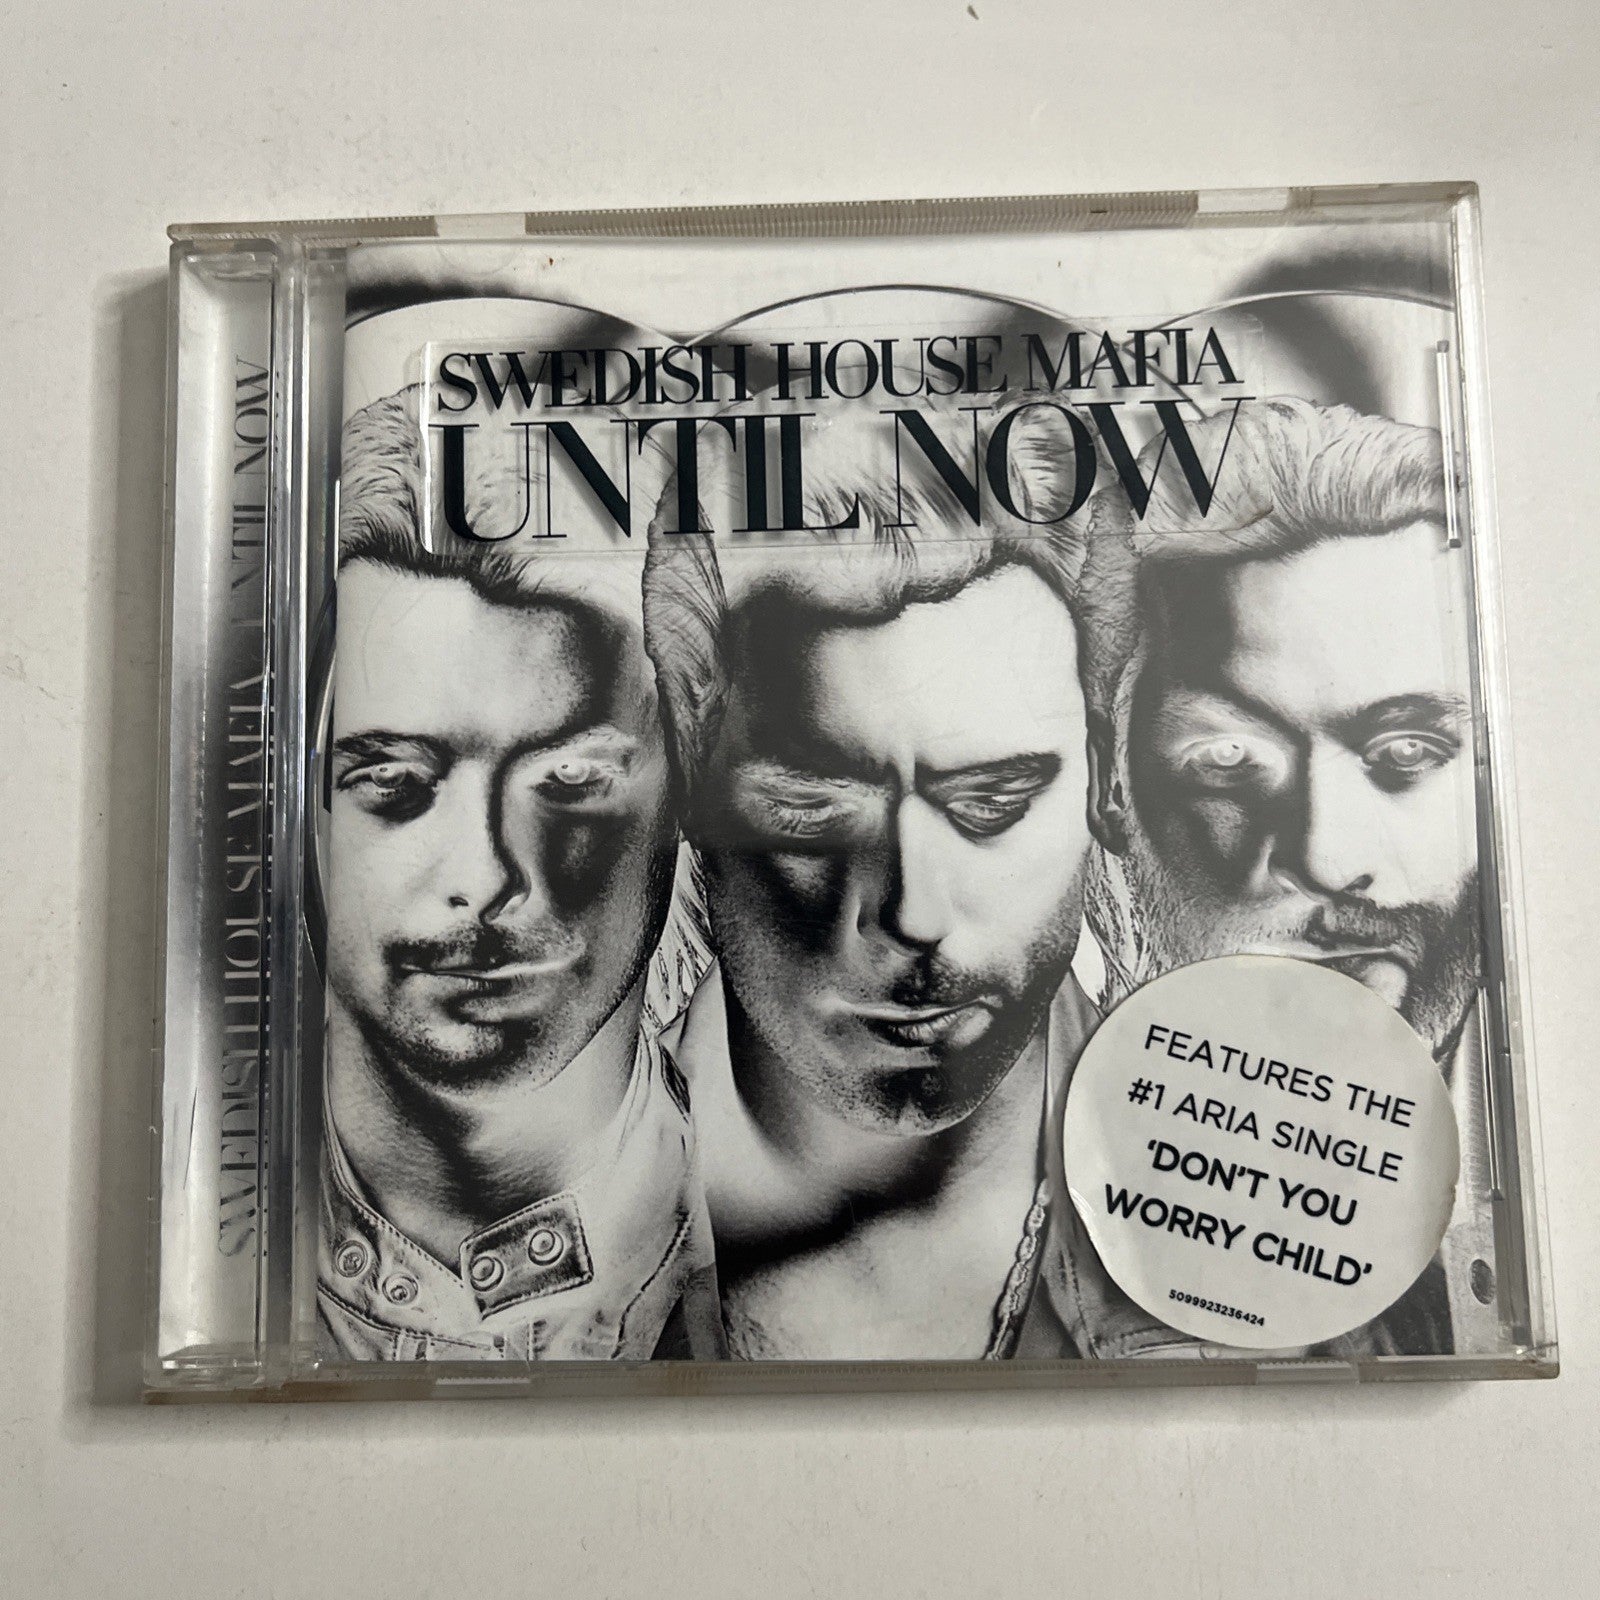 SWEDISH HOUSE MAFIA
UNTIL NOW
SWEDISH HOUSE MAFIA UNTIL NOW
FEATURES THE
#1 ARIA SINGLE
'DON'T YOU
WORRY CHILD'
5099923236424